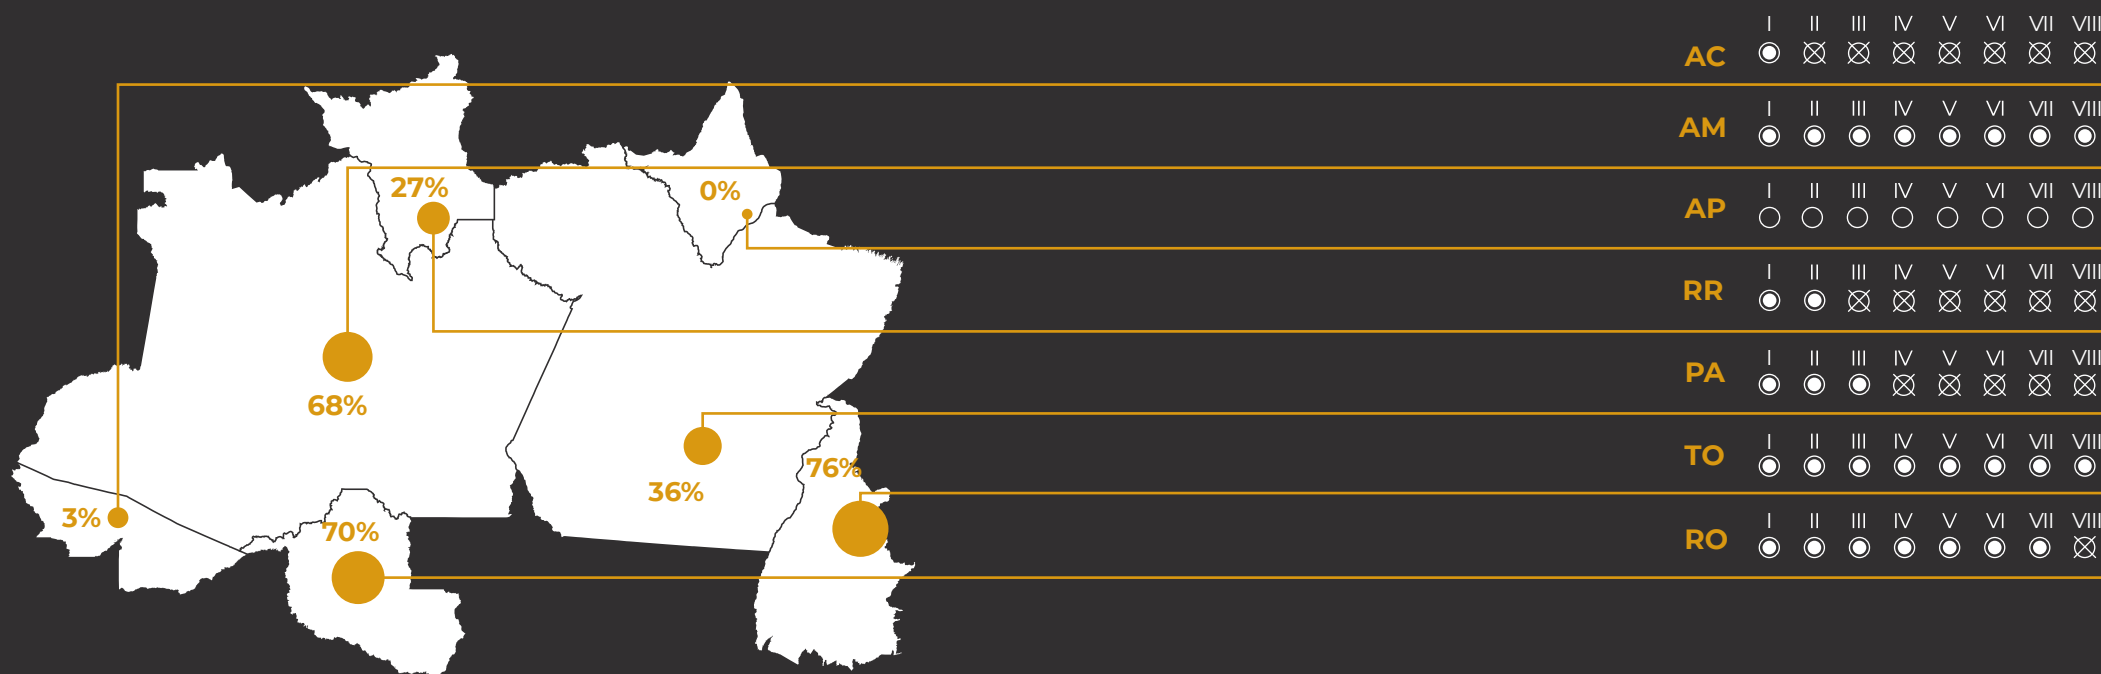 I II III IV V VI VII VIII
AC
I II III IV V VI VII VIII
AM
I II III IV V VI VII VIII
AP
I II III IV V VI VII VIII
RR
I II III IV V VI VII VIII
PA
I II III IV V VI VII VIII
TO
I II III IV V VI VII VIII
RO
27%
0%
68%
76%
36%
3%
70%